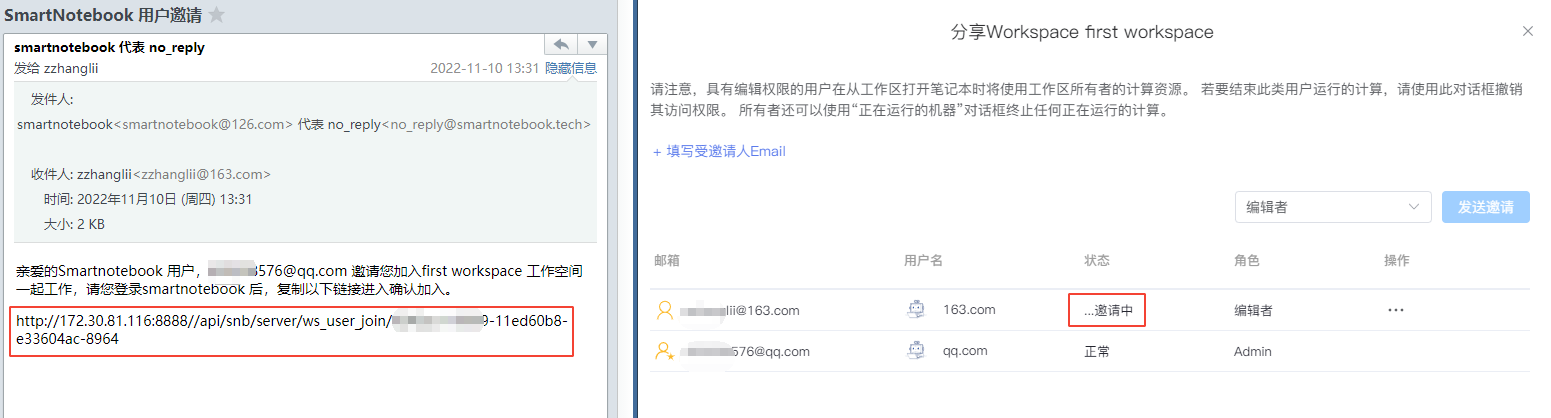 SmartNotebook 用户邀请
smartnotebook 代表 no_reply
发给 zzhanglii
2022-11-10 13:31 隐藏信息
发件人:
smartnotebook<smartnotebook@126.com> 代表 no_reply<no_reply@smartnotebook.tech>
收件人: zzhanglii<zzhanglii@163.com>
时间: 2022年11月10日 (周四) 13:31
大小: 2 KB
亲爱的Smartnotebook 用户，8576@qq.com 邀请您加入first workspace 工作空间
一起工作，请您登录smartnotebook 后，复制以下链接进入确认加入。
http://172.30.81.116:8888//api/snb/server/ws_user_join/9-11ed60b8-
e33604ac-8964
分享Workspace first workspace
请注意，具有编辑权限的用户在从工作区打开笔记本时将使用工作区所有者的计算资源。 若要结束此类用户运行的计算，请使用此对话框撤销
其访问权限。 所有者还可以使用“正在运行的机器”对话框终止任何正在运行的计算。
+ 填写受邀请人Email
编辑者
发送邀请
邮箱 用户名 状态 角色 操作
lii@163.com 163.com ...邀请中 编辑者 ···
576@qq.com qq.com 正常 Admin